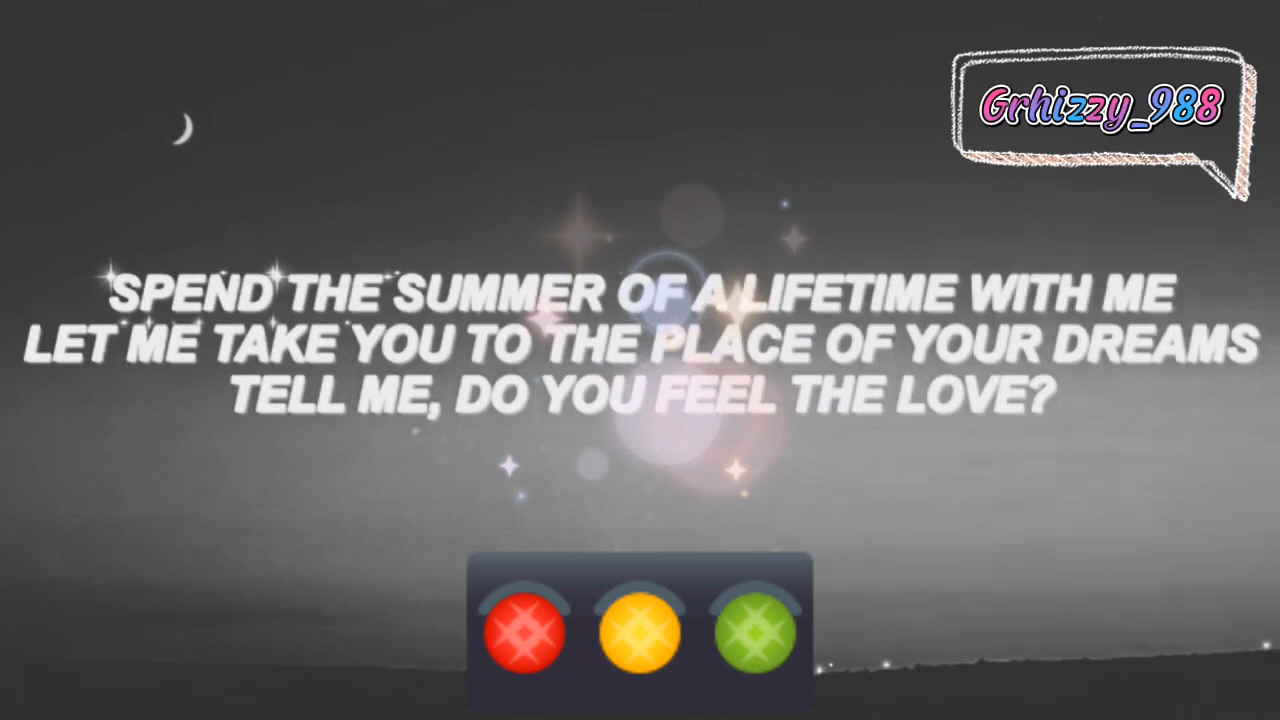 Grhizzy_988
SPEND THE SUMMER OF A LIFETIME WITH ME
LET ME TAKE YOU TO THE PLACE OF YOUR DREAMS
TELL ME, DO YOU FEEL THE LOVE?